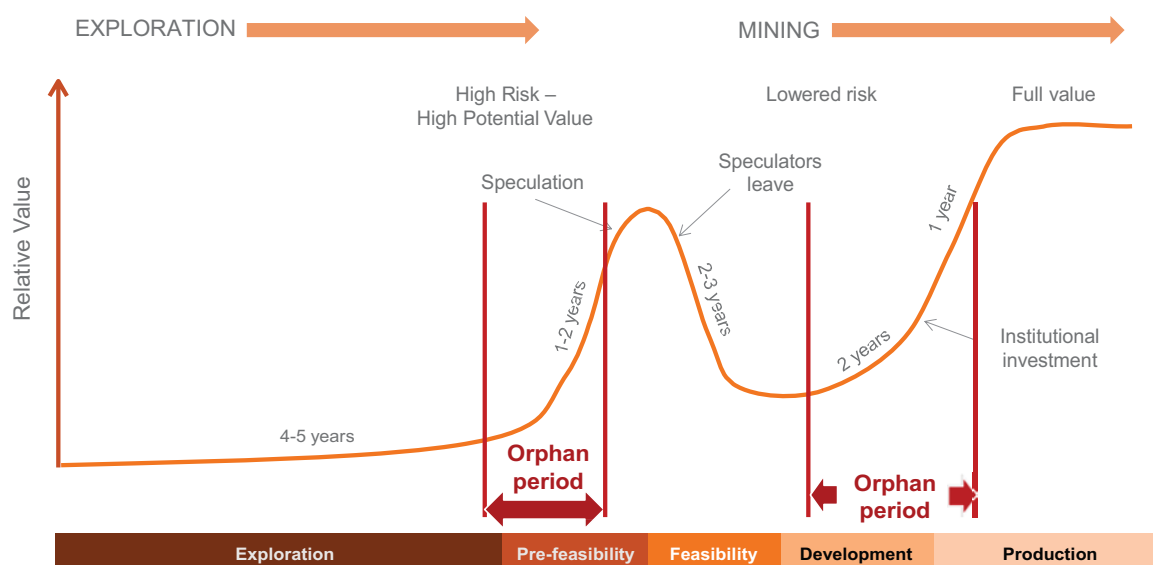 EXPLORATION
MINING
High Risk –
High Potential Value
Lowered risk
Full value
Relative Value
Speculation
Speculators
leave
1 year
1-2 years
2-3 years
2 years
Institutional
investment
4-5 years
Orphan
period
Orphan
period
Exploration
Pre-feasibility
Feasibility
Development
Production